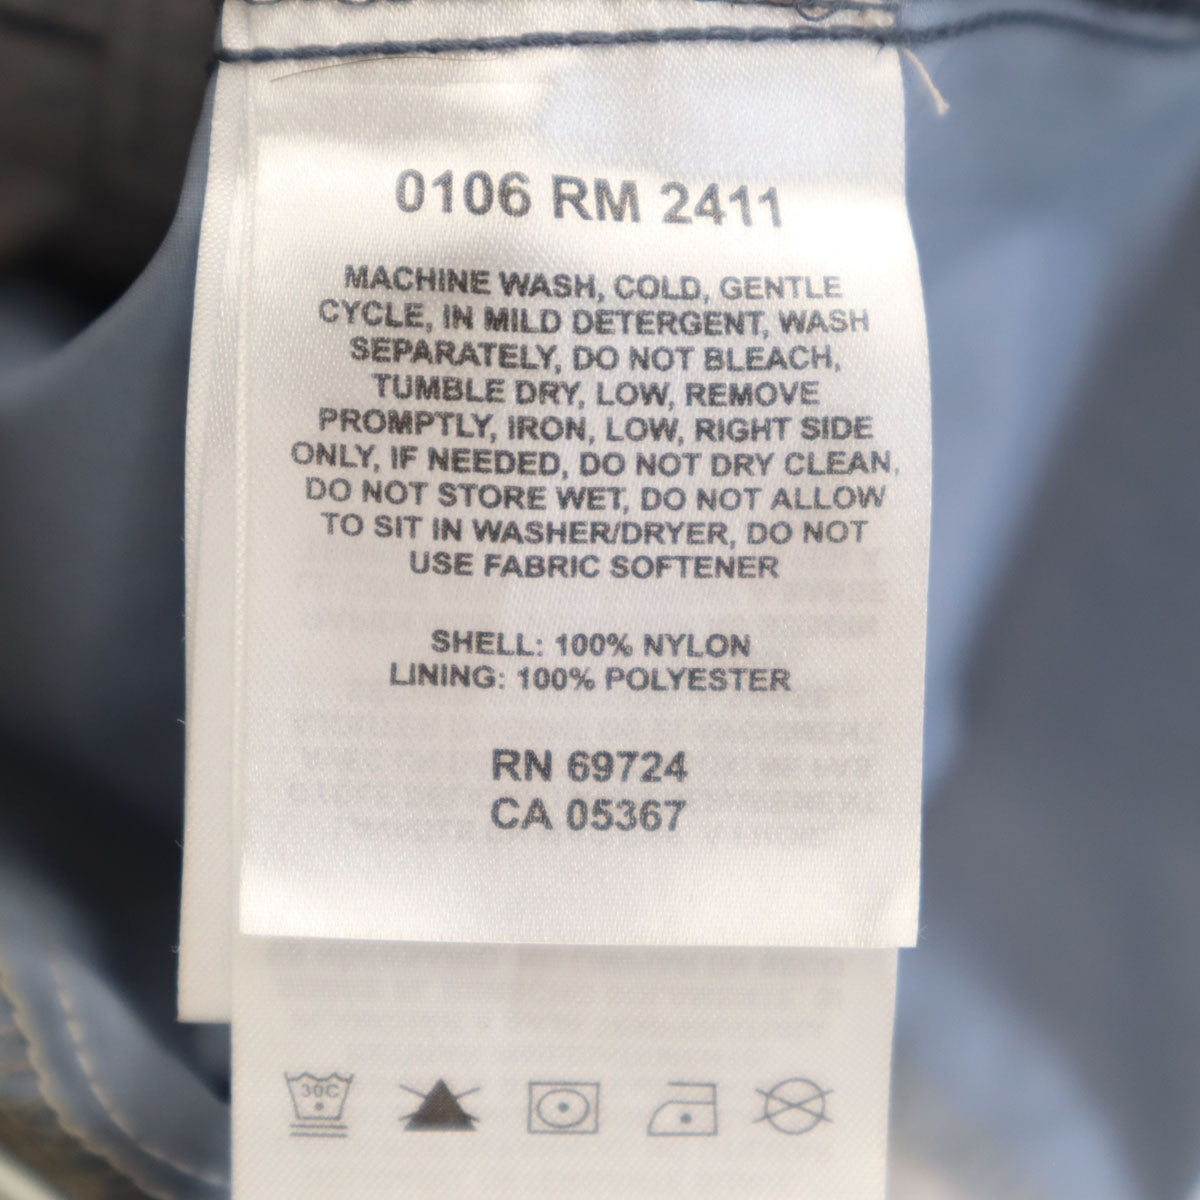 0106 RM 2411
MACHINE WASH, COLD, GENTLE
CYCLE, IN MILD DETERGENT, WASH
SEPARATELY, DO NOT BLEACH,
TUMBLE DRY, LOW, REMOVE
PROMPTLY, IRON, LOW, RIGHT SIDE
ONLY, IF NEEDED, DO NOT DRY CLEAN,
DO NOT STORE WET, DO NOT ALLOW
TO SIT IN WASHER/DRYER, DO NOT
USE FABRIC SOFTENER
SHELL: 100% NYLON
LINING: 100% POLYESTER
RN 69724
CA 05367
30C